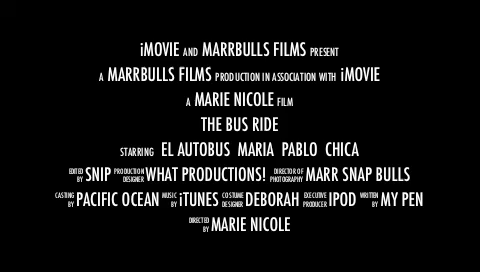 iMOVIE AND MARRBULLS FILMS PRESENT
A MARRBULLS FILMS PRODUCTION IN ASSOCIATION WITH iMOVIE
A MARIE NICOLE FILM
THE BUS RIDE
STARRING EL AUTOBUS MARIA PABLO CHICA
EDITED BY SNIP PRODUCTION DESIGNER WHAT PRODUCTIONS! DIRECTOR OF PHOTOGRAPHY MARR SNAP BULLS
CASTING BY PACIFIC OCEAN MUSIC BY iTUNES COSTUME DESIGNER DEBORAH EXECUTIVE PRODUCER IPOD WRITTEN BY MY PEN
DIRECTED BY MARIE NICOLE